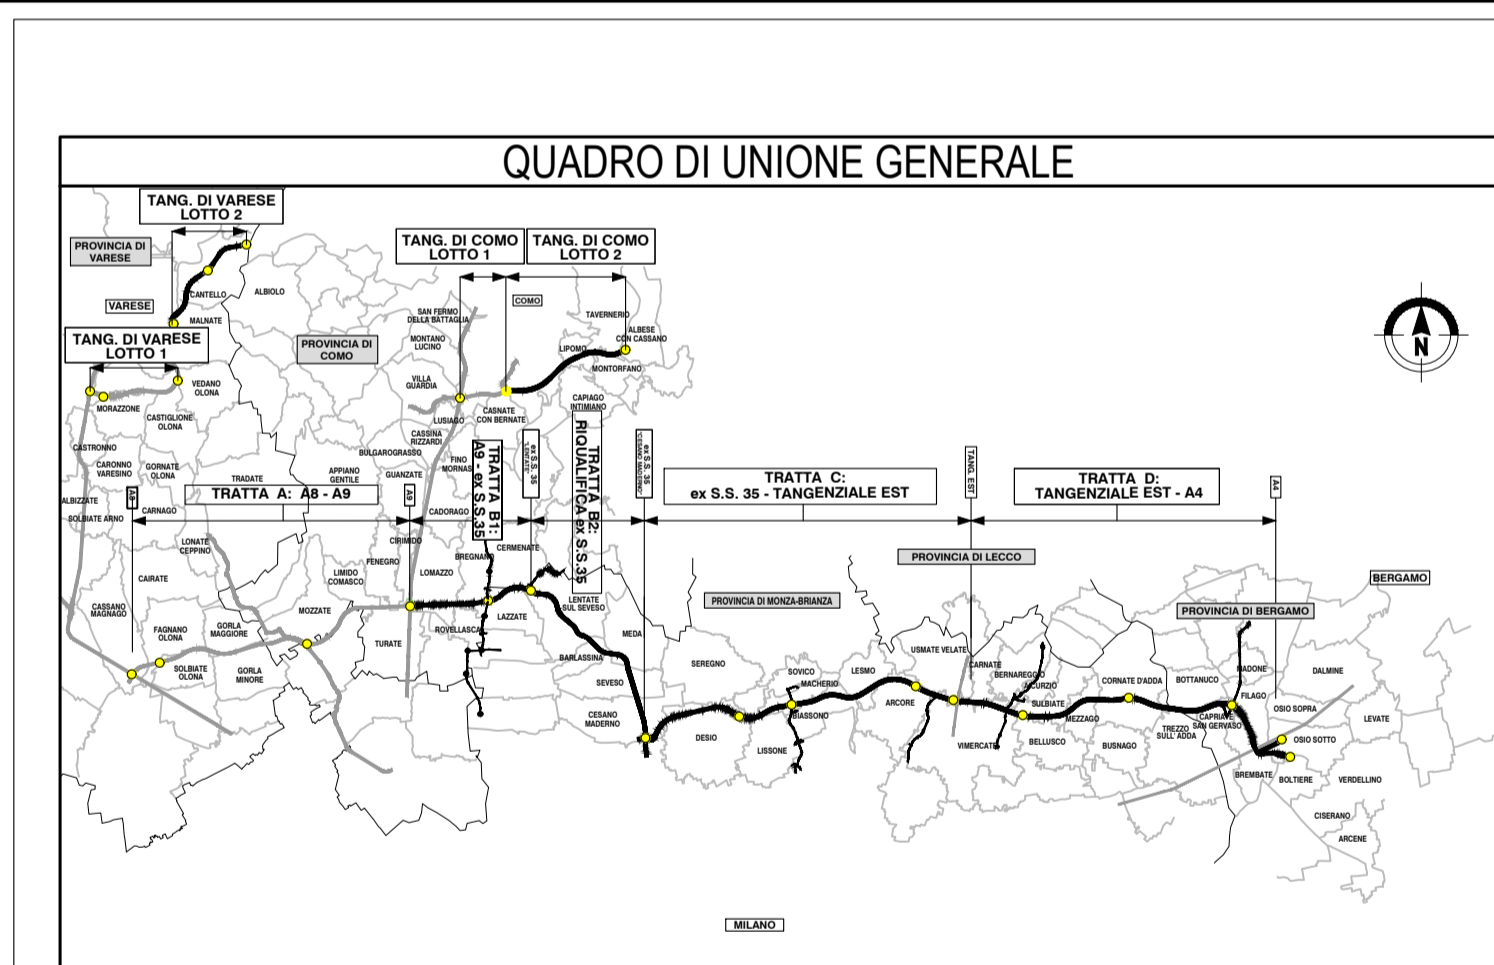 QUADRO DI UNIONE GENERALE
TANG. DI VARESE
LOTTO 2
PROVINCIA DI
VARESE
CANTELLO
ALBIOLO
VARESE
MALNATE
TANG. DI VARESE
LOTTO 1
VEDANO
OLONA
MORAZZONE
CASTIGLIONE
OLONA
TANG. DI COMO
LOTTO 1
TANG. DI COMO
LOTTO 2
COMO
SAN FERMO
DELLA BATTAGLIA
TAVERNERIO
ALBESE
CON CASSANO
PROVINCIA DI
COMO
MONTANO
LUCINO
LIPOMO
MONTORFANO
VILLA
GUARDIA
CAPIAGO
INTIMIANO
LUSIAGO
CASNATE
CON BERNATE
CASSINA
RIZZARDI
BULGAROGRASSO
N
CASTRONNO
CARONNO
VARESINO
GORNATE
OLONA
TRADATE
APPIANO
GENTILE
GUANZATE
FINO
MORNAS
ALBIZZATE
SOLBIATE ARNO
CARNAGO
A8
TRATTA A: A8 - A9
A9
CADORAGO
TRATTA B1:
A9 - ex S.S.35
ex S.S. 35
"LENTATE"
TRATTA B2:
RIQUALIFICA ex S.S.35
ex S.S. 35
"CESANO MADERNO"
TRATTA C:
ex S.S. 35 - TANGENZIALE EST
TANG. EST
TRATTA D:
TANGENZIALE EST - A4
A4
LONATE
CEPPINO
CIRIMIDO
FENEGRO
BREGNANO
CERMENATE
LIMIDO
COMASCO
LOMAZZO
CAIRATE
CASSANO
MAGNAGO
MOZZATE
LAZZATE
LENTATE
SUL SEVESO
PROVINCIA DI MONZA-BRIANZA
PROVINCIA DI LECCO
BERGAMO
PROVINCIA DI BERGAMO
FAGNANO
OLONA
GORLA
MAGGIORE
TURATE
ROVELLASCA
MEDA
BARLASSINA
SOLBIATE
OLONA
GORLA
MINORE
SEVESO
CESANO
MADERNO
SEREGNO
SOVICO
MACHERIO
LESMO
USMATE VELATE
CARNATE
BERNAREGGIO
AICURZIO
CORNATE D'ADDA
BOTTANUCO
MADONE
DALMINE
FILAGO
OSIO SOPRA
BIASSONO
ARCORE
SULBIATE
MEZZAGO
CAPRIATE
SAN GERVASO
LEVATE
DESIO
LISSONE
VIMERCATE
BELLUSCO
BUSNAGO
TREZZO
SULL' ADDA
OSIO SOTTO
BREMBATE
BOLTIERE
VERDELLINO
CISERANO
ARCENE
MILANO